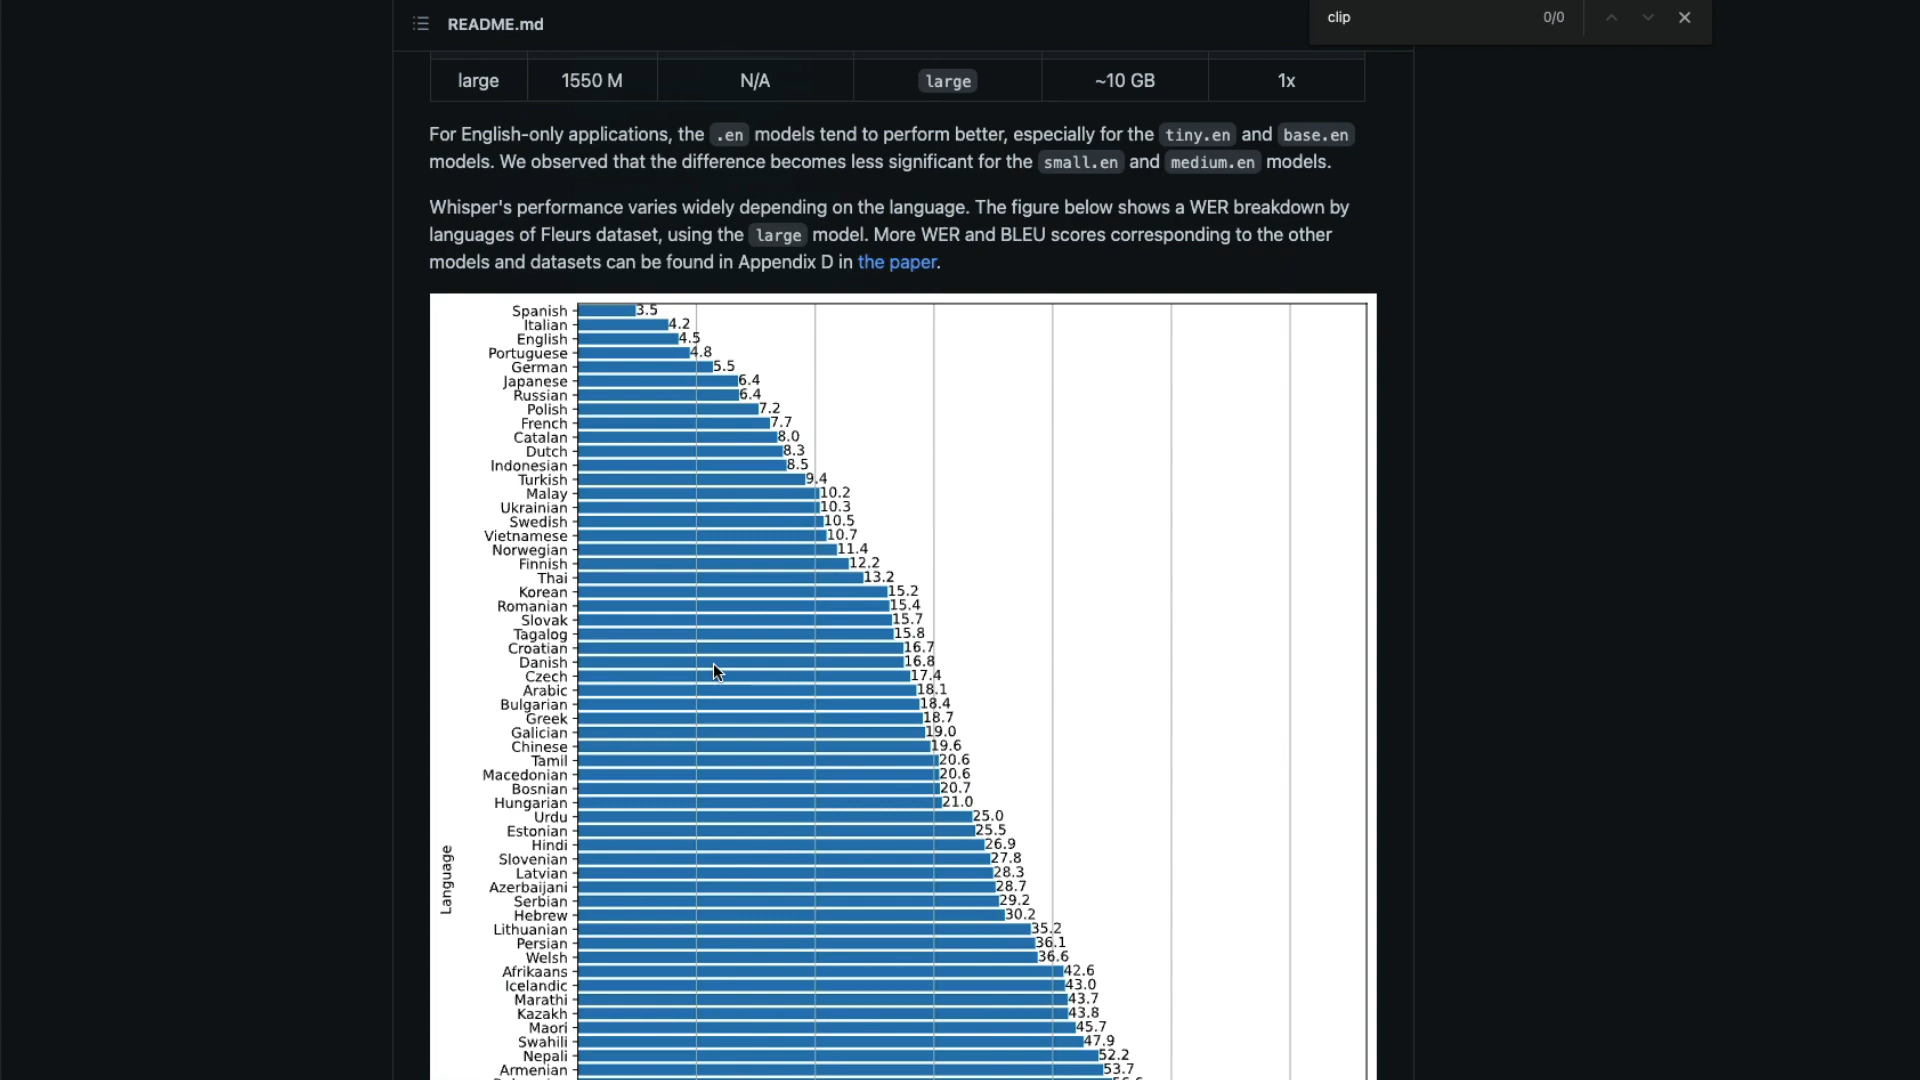 README.md
clip
0/0
large 1550 M N/A large ~10 GB 1x
For English-only applications, the .en models tend to perform better, especially for the tiny.en and base.en
models. We observed that the difference becomes less significant for the small.en and medium.en models.
Whisper's performance varies widely depending on the language. The figure below shows a WER breakdown by
languages of Fleurs dataset, using the large model. More WER and BLEU scores corresponding to the other
models and datasets can be found in Appendix D in the paper.
Language
Spanish 3.5
Italian 4.2
English 4.5
Portuguese 4.8
German 5.5
Japanese 6.4
Russian 6.4
Polish 7.2
French 7.7
Catalan 8.0
Dutch 8.3
Indonesian 8.5
Turkish 9.4
Malay 10.2
Ukrainian 10.3
Swedish 10.5
Vietnamese 10.7
Norwegian 11.4
Finnish 12.2
Thai 13.2
Korean 15.2
Romanian 15.4
Slovak 15.7
Tagalog 15.8
Croatian 16.7
Danish 16.8
Czech 17.4
Arabic 18.1
Bulgarian 18.4
Greek 18.7
Galician 19.0
Chinese 19.6
Tamil 20.6
Macedonian 20.6
Bosnian 20.7
Hungarian 21.0
Urdu 25.0
Estonian 25.5
Hindi 26.9
Slovenian 27.8
Latvian 28.3
Azerbaijani 28.7
Serbian 29.2
Hebrew 30.2
Lithuanian 35.2
Persian 36.1
Welsh 36.6
Afrikaans 42.6
Icelandic 43.0
Marathi 43.7
Kazakh 43.8
Maori 45.7
Swahili 47.9
Nepali 52.2
Armenian 53.7